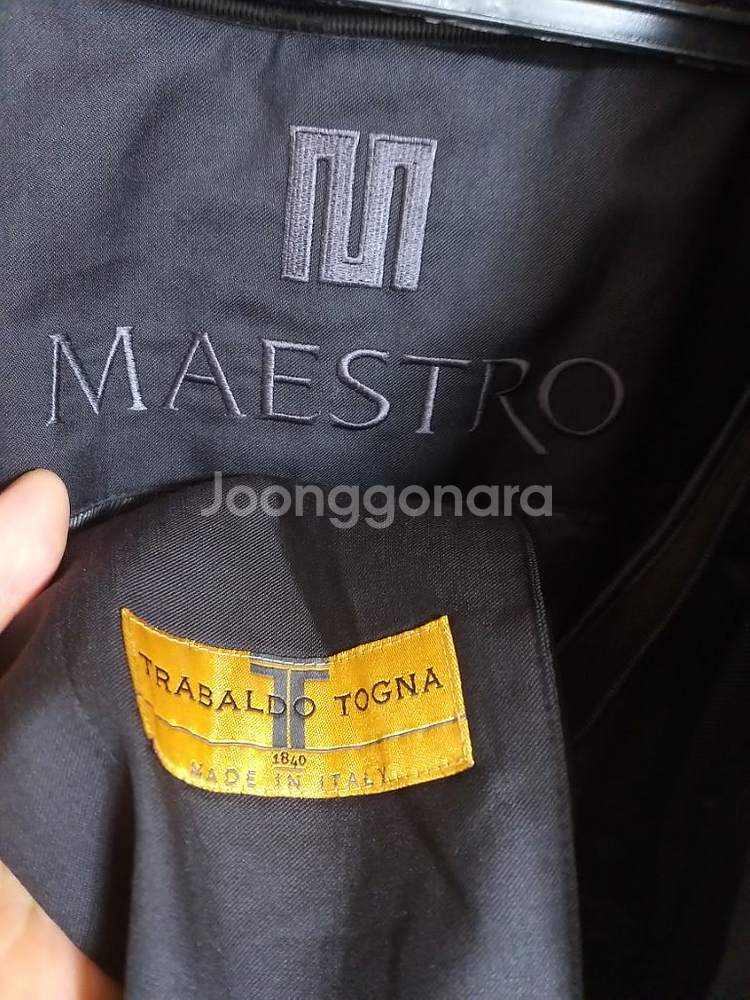 MAESTRO
Joonggonara
TRABALDO TOGNA
1840
MADE IN ITALY